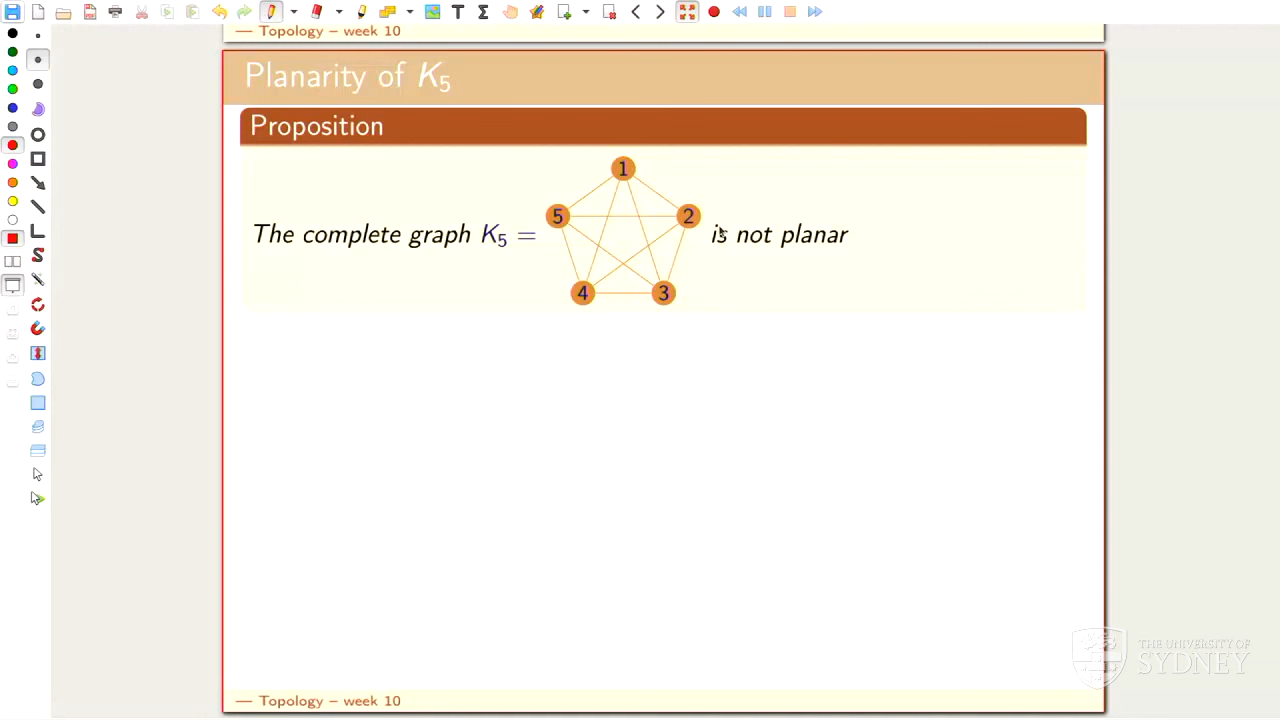 — Topology – week 10
Planarity of K₅
Proposition
1
5
2
The complete graph K₅ =
is not planar
4
3
THE UNIVERSITY OF
SYDNEY
— Topology – week 10